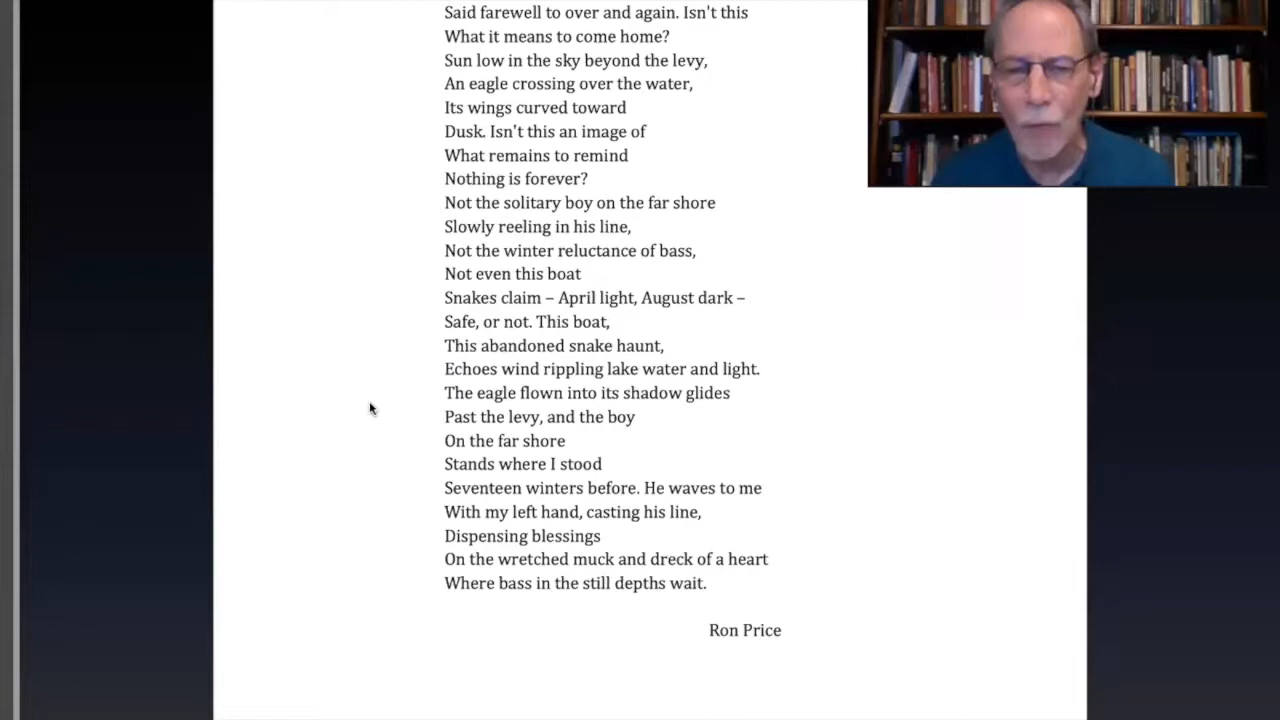 Said farewell to over and again. Isn't this
What it means to come home?
Sun low in the sky beyond the levy,
An eagle crossing over the water,
Its wings curved toward
Dusk. Isn't this an image of
What remains to remind
Nothing is forever?
Not the solitary boy on the far shore
Slowly reeling in his line,
Not the winter reluctance of bass,
Not even this boat
Snakes claim – April light, August dark –
Safe, or not. This boat,
This abandoned snake haunt,
Echoes wind rippling lake water and light.
The eagle flown into its shadow glides
Past the levy, and the boy
On the far shore
Stands where I stood
Seventeen winters before. He waves to me
With my left hand, casting his line,
Dispensing blessings
On the wretched muck and dreck of a heart
Where bass in the still depths wait.
Ron Price